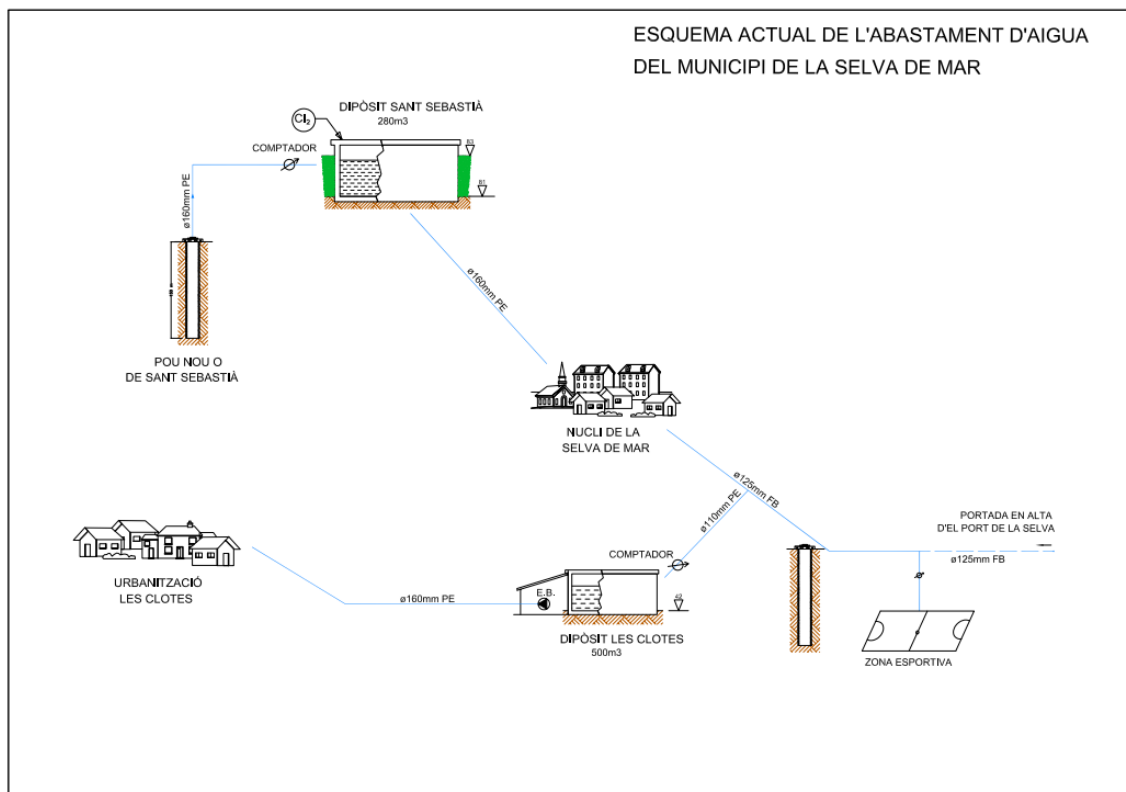 ESQUEMA ACTUAL DE L'ABASTAMENT D'AIGUA
DEL MUNICIPI DE LA SELVA DE MAR
DIPÒSIT SANT SEBASTIÀ
280m3
Cl₂
COMPTADOR
83
81
ø160mm PE
ø160mm PE
POU NOU O
DE SANT SEBASTIÀ
NUCLI DE LA
SELVA DE MAR
ø125mm FB
ø110mm PE
PORTADA EN ALTA
D'EL PORT DE LA SELVA
ø125mm FB
COMPTADOR
URBANITZACIÓ
LES CLOTES
ø160mm PE
E.B.
42
DIPÒSIT LES CLOTES
500m3
ZONA ESPORTIVA